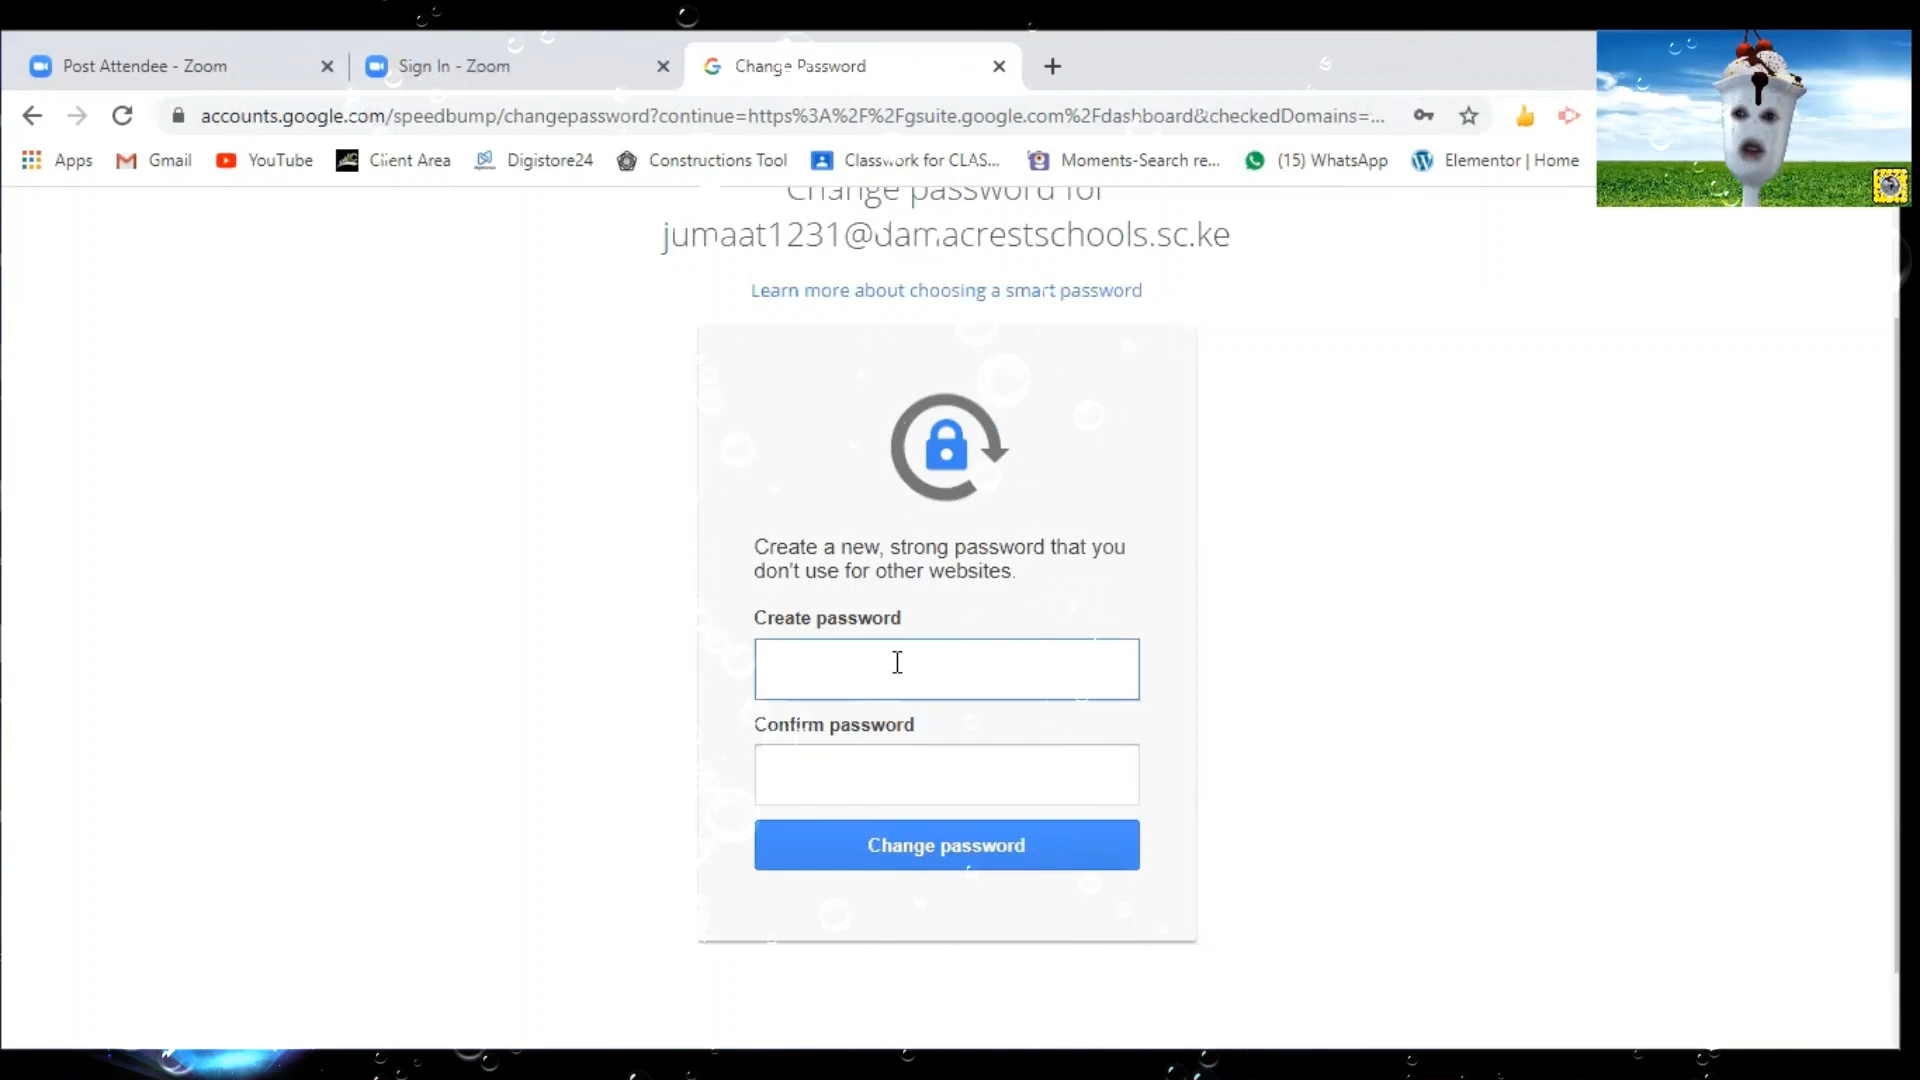 Post Attendee - Zoom
Sign In - Zoom
Change Password
accounts.google.com/speedbump/changepassword?continue=https%3A%2F%2Fgsuite.google.com%2Fdashboard&checkedDomains=...
Apps
Gmail
YouTube
Client Area
Digistore24
Constructions Tool
Classwork for CLAS...
Moments-Search re...
(15) WhatsApp
Elementor | Home
Change password for
jumaat1231@damacrestschools.sc.ke
Learn more about choosing a smart password
Create a new, strong password that you
don't use for other websites.
Create password
Confirm password
Change password